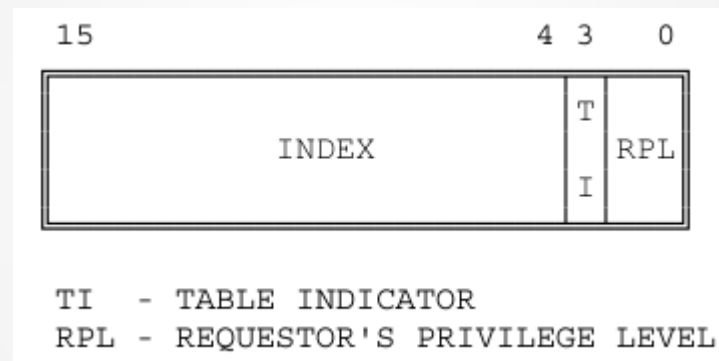 15 4 3 0
T
INDEX RPL
I
TI - TABLE INDICATOR
RPL - REQUESTOR'S PRIVILEGE LEVEL